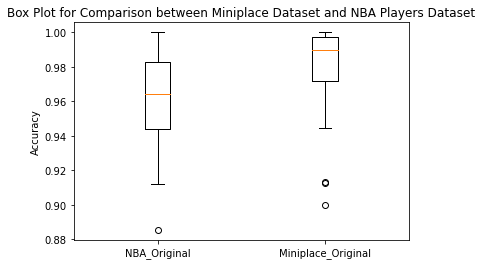 Box Plot for Comparison between Miniplace Dataset and NBA Players Dataset
1.00
0.98
0.96
0.94
0.92
0.90
0.88
Accuracy
NBA_Original Miniplace_Original